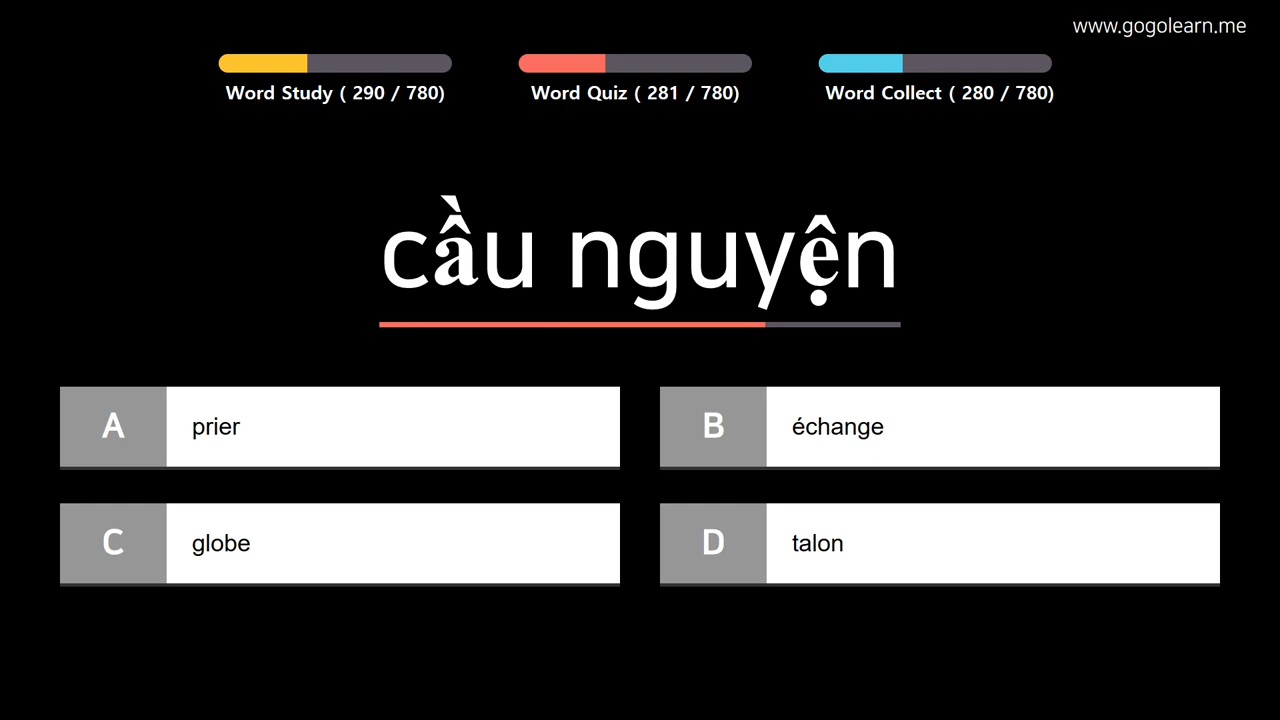 www.gogolearn.me
Word Study ( 290 / 780)
Word Quiz ( 281 / 780)
Word Collect ( 280 / 780)
cầu nguyện
A prier
B échange
C globe
D talon